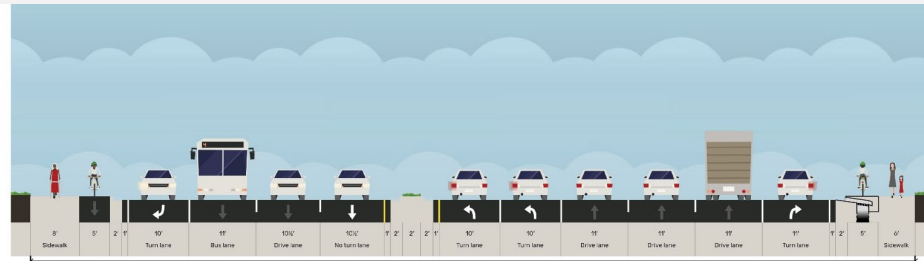 8' 5' 2' 1' 10' 11' 10½' 10½' 1' 2' 2' 2' 1' 10' 10' 11' 11' 11' 11' 1' 2' 5' 6'
Sidewalk Turn lane Bus lane Drive lane No turn lane Turn lane Turn lane Drive lane Drive lane Drive lane Turn lane Sidewalk